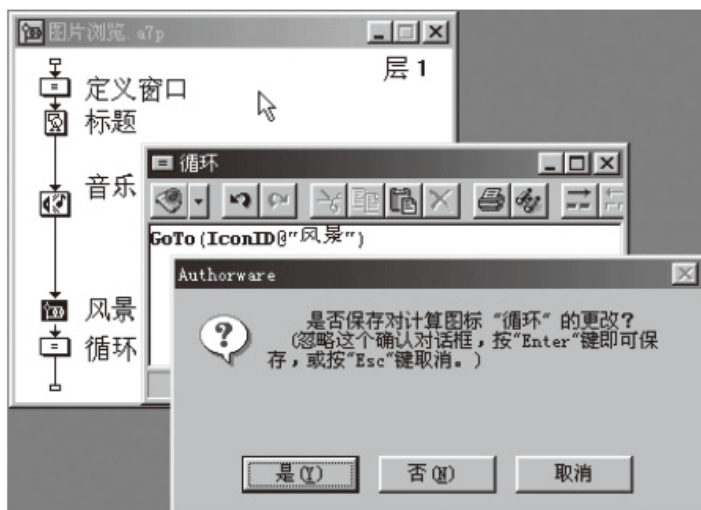 图片浏览.a7p
层 1
定义窗口
标题
音乐
风景
循环
循环
GoTo(IconID@"风景")
Authorware
是否保存对计算图标 “循环” 的更改?
(忽略这个确认对话框，按“Enter”键即可保
存，或按“Esc”键取消。)
是(Y)
否(N)
取消